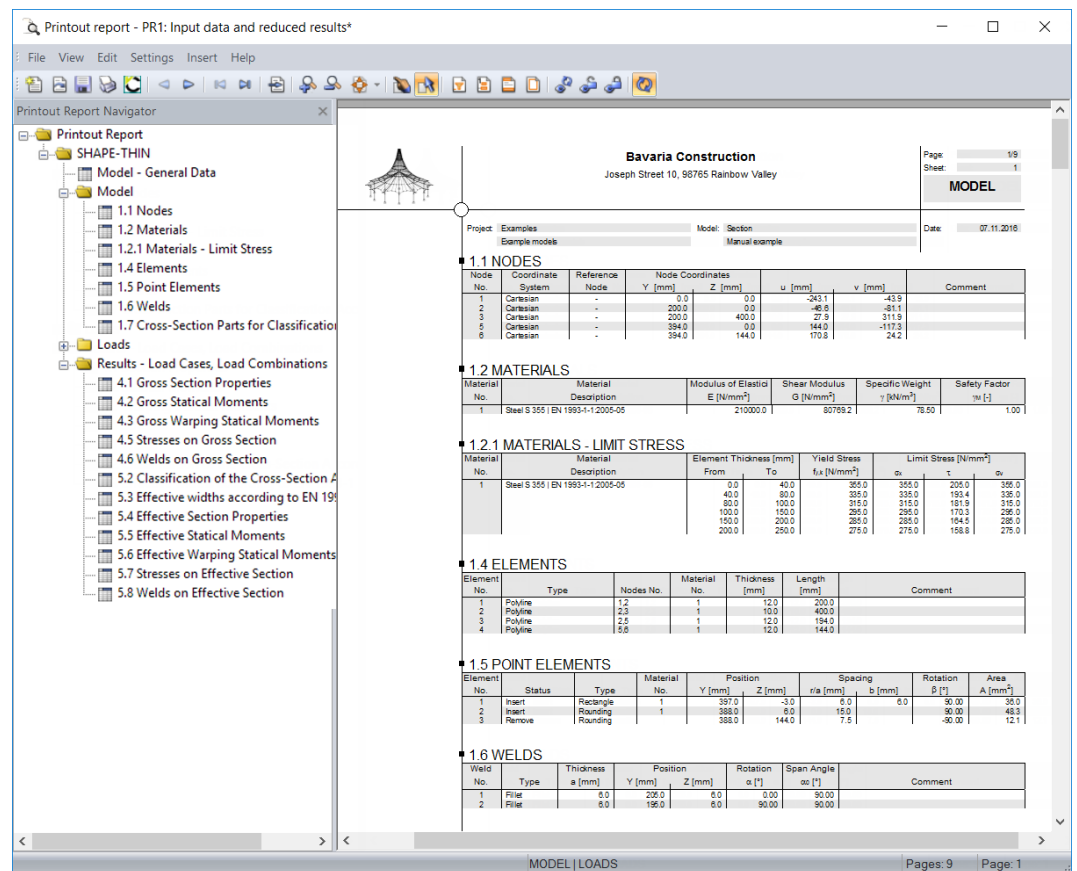 Printout report - PR1: Input data and reduced results*
File View Edit Settings Insert Help
Printout Report Navigator
Printout Report
SHAPE-THIN
Model - General Data
Model
1.1 Nodes
1.2 Materials
1.2.1 Materials - Limit Stress
1.4 Elements
1.5 Point Elements
1.6 Welds
1.7 Cross-Section Parts for Classificatio
Loads
Results - Load Cases, Load Combinations
4.1 Gross Section Properties
4.2 Gross Statical Moments
4.3 Gross Warping Statical Moments
4.5 Stresses on Gross Section
4.6 Welds on Gross Section
5.2 Classification of the Cross-Section A
5.3 Effective widths according to EN 199
5.4 Effective Section Properties
5.5 Effective Statical Moments
5.6 Effective Warping Statical Moments
5.7 Stresses on Effective Section
5.8 Welds on Effective Section
Bavaria Construction
Joseph Street 10, 98765 Rainbow Valley
Page: 1/9
Sheet: 1
MODEL
Project: Examples Model: Section Date: 07.11.2016
Example models Manual example
1.1 NODES
Node Coordinate Reference Node Coordinates
No. System Node Y [mm] Z [mm] u [mm] v [mm] Comment
1 Cartesian - 0.0 0.0 -243.1 -43.9
2 Cartesian - 200.0 0.0 -46.6 -81.1
3 Cartesian - 200.0 400.0 27.9 311.9
5 Cartesian - 394.0 0.0 144.0 -117.3
6 Cartesian - 394.0 144.0 170.8 24.2
1.2 MATERIALS
Material Material Modulus of Elastici Shear Modulus Specific Weight Safety Factor
No. Description E [N/mm²] G [N/mm²] γ [kN/m³] γM [-]
1 Steel S 355 | EN 1993-1-1:2005-05 210000.0 80769.2 78.50 1.00
1.2.1 MATERIALS - LIMIT STRESS
Material Material Element Thickness [mm] Yield Stress Limit Stress [N/mm²]
No. Description From To fy,k [N/mm²] σx τ σv
1 Steel S 355 | EN 1993-1-1:2005-05 0.0 40.0 355.0 355.0 205.0 355.0
40.0 80.0 335.0 335.0 193.4 335.0
80.0 100.0 315.0 315.0 181.9 315.0
100.0 150.0 295.0 295.0 170.3 295.0
150.0 200.0 285.0 285.0 164.5 285.0
200.0 250.0 275.0 275.0 158.8 275.0
1.4 ELEMENTS
Element Material Thickness Length
No. Type Nodes No. No. [mm] [mm] Comment
1 Polyline 1,2 1 12.0 200.0
2 Polyline 2,3 1 10.0 400.0
3 Polyline 2,5 1 12.0 194.0
4 Polyline 5,6 1 12.0 144.0
1.5 POINT ELEMENTS
Element Material Position Spacing Rotation Area
No. Status Type No. Y [mm] Z [mm] r/a [mm] b [mm] β [°] A [mm²]
1 Insert Rectangle 1 397.0 -3.0 6.0 6.0 90.00 36.0
2 Insert Rounding 1 388.0 6.0 15.0 90.00 48.3
3 Remove Rounding 388.0 144.0 7.5 -90.00 12.1
1.6 WELDS
Weld Thickness Position Rotation Span Angle
No. Type a [mm] Y [mm] Z [mm] α [°] α0 [°] Comment
1 Fillet 6.0 205.0 6.0 0.00 90.00
2 Fillet 6.0 195.0 6.0 90.00 90.00
MODEL | LOADS Pages: 9 Page: 1